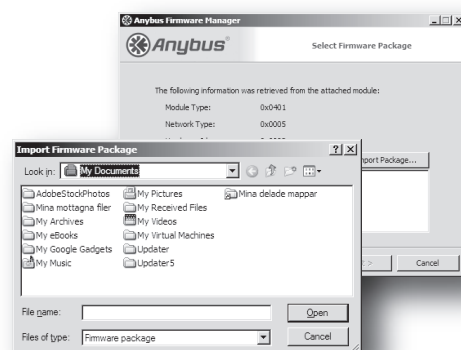 Anybus Firmware Manager
Anybus®
Select Firmware Package
The following information was retrieved from the attached module:
Module Type: 0x0401
Network Type: 0x0005
Import Firmware Package
Look in: My Documents
AdobeStockPhotos
Mina mottagna filer
My Archives
My eBooks
My Google Gadgets
My Music
My Pictures
My Received Files
My Videos
My Virtual Machines
Updater
Updater5
Mina delade mappar
Package...
Cancel
File name:
Open
Files of type: Firmware package
Cancel